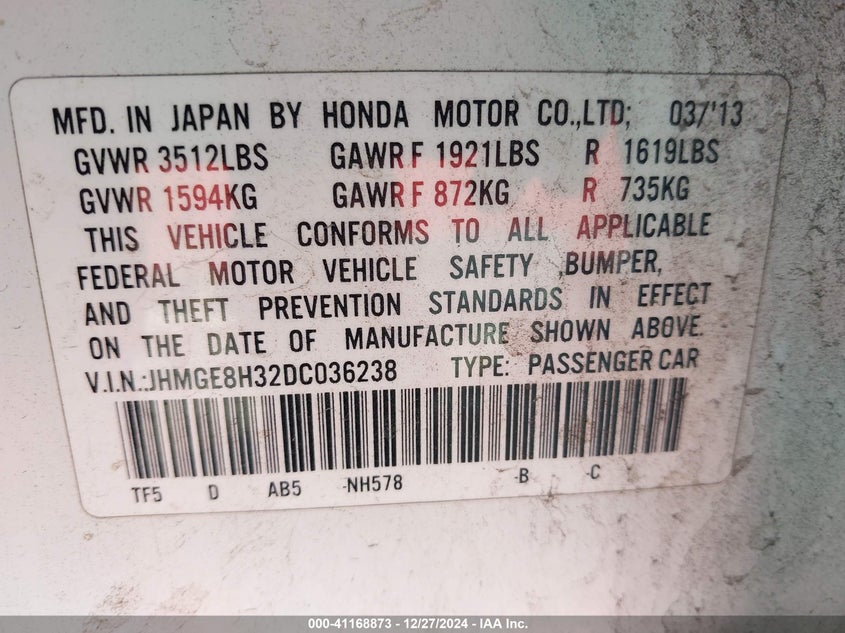 MFD. IN JAPAN BY HONDA MOTOR CO.,LTD; 03/'13
GVWR 3512LBS GAWR F 1921LBS R 1619LBS
GVWR 1594KG GAWR F 872KG R 735KG
THIS VEHICLE CONFORMS TO ALL APPLICABLE
FEDERAL MOTOR VEHICLE SAFETY ,BUMPER,
AND THEFT PREVENTION STANDARDS IN EFFECT
ON THE DATE OF MANUFACTURE SHOWN ABOVE.
V.I.N.:JHMGE8H32DC036238 TYPE: PASSENGER CAR
TF5 D AB5 -NH578 -B -C
000-41168873 - 12/27/2024 - IAA Inc.